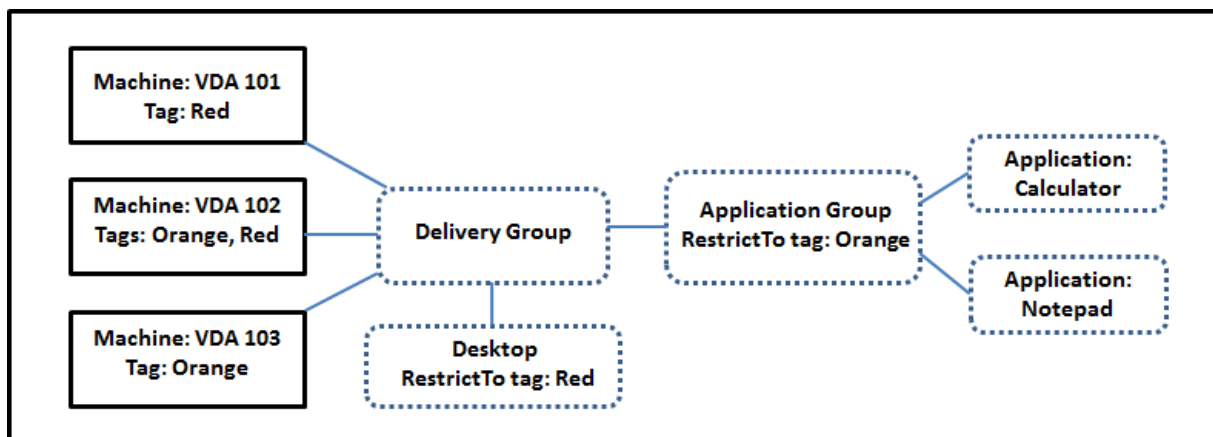 Machine: VDA 101
Tag: Red
Machine: VDA 102
Tags: Orange, Red
Machine: VDA 103
Tag: Orange
Delivery Group
Desktop
RestrictTo tag: Red
Application Group
RestrictTo tag: Orange
Application:
Calculator
Application:
Notepad